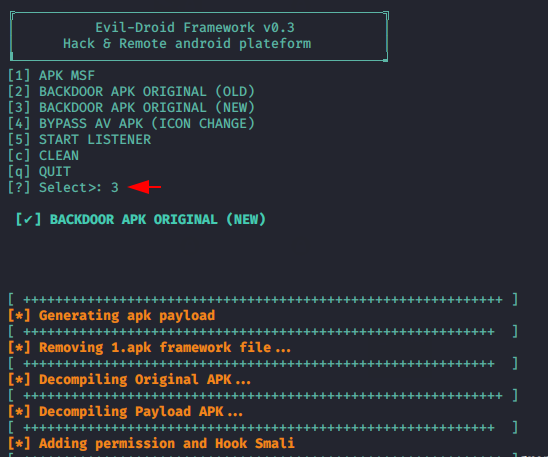 Evil-Droid Framework v0.3
Hack & Remote android plateform
[1] APK MSF
[2] BACKDOOR APK ORIGINAL (OLD)
[3] BACKDOOR APK ORIGINAL (NEW)
[4] BYPASS AV APK (ICON CHANGE)
[5] START LISTENER
[c] CLEAN
[q] QUIT
[?] Select>: 3
[✓] BACKDOOR APK ORIGINAL (NEW)
[ ++++++++++++++++++++++++++++++++++++++++++++++++++++++++++++ ]
[*] Generating apk payload
[ +++++++++++++++++++++++++++++++++++++++++++++++++++++++++++  ]
[*] Removing 1.apk framework file...
[ +++++++++++++++++++++++++++++++++++++++++++++++++++++++++++  ]
[*] Decompiling Original APK...
[ ++++++++++++++++++++++++++++++++++++++++++++++++++++++++++++ ]
[*] Decompiling Payload APK...
[ +++++++++++++++++++++++++++++++++++++++++++++++++++++++++++  ]
[*] Adding permission and Hook Smali